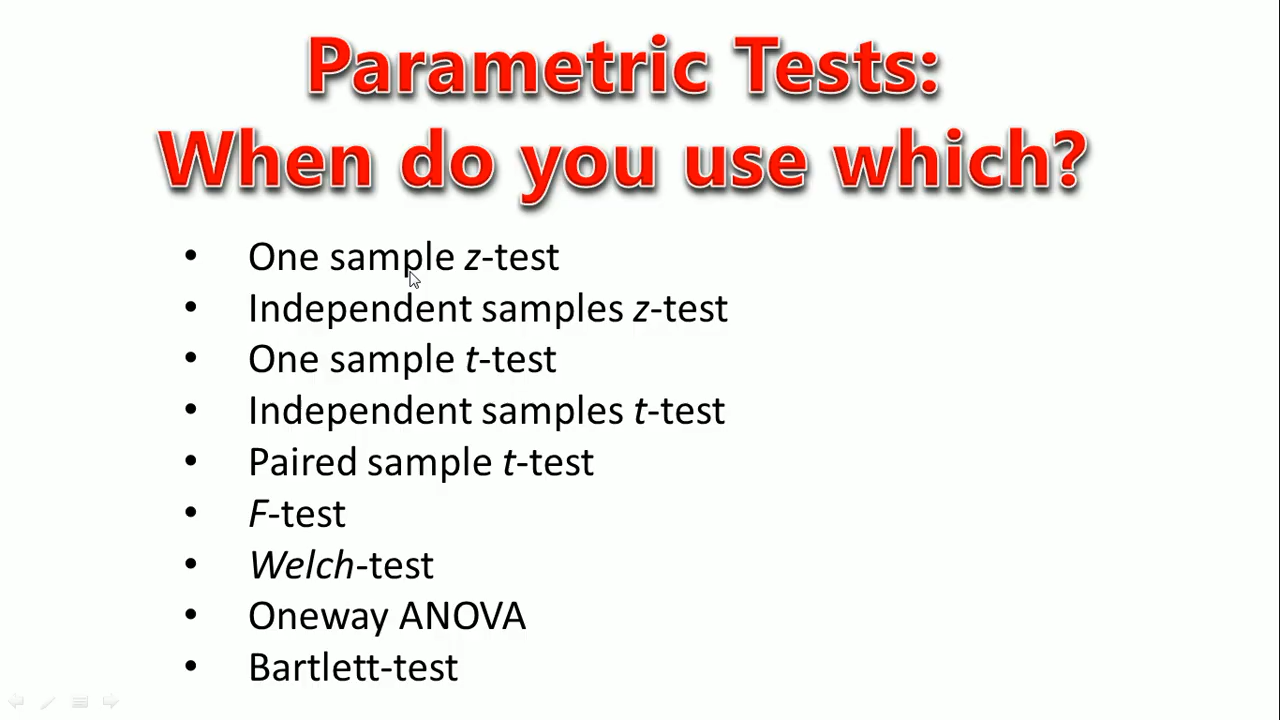 Parametric Tests:
When do you use which?
• One sample z-test
• Independent samples z-test
• One sample t-test
• Independent samples t-test
• Paired sample t-test
• F-test
• Welch-test
• Oneway ANOVA
• Bartlett-test